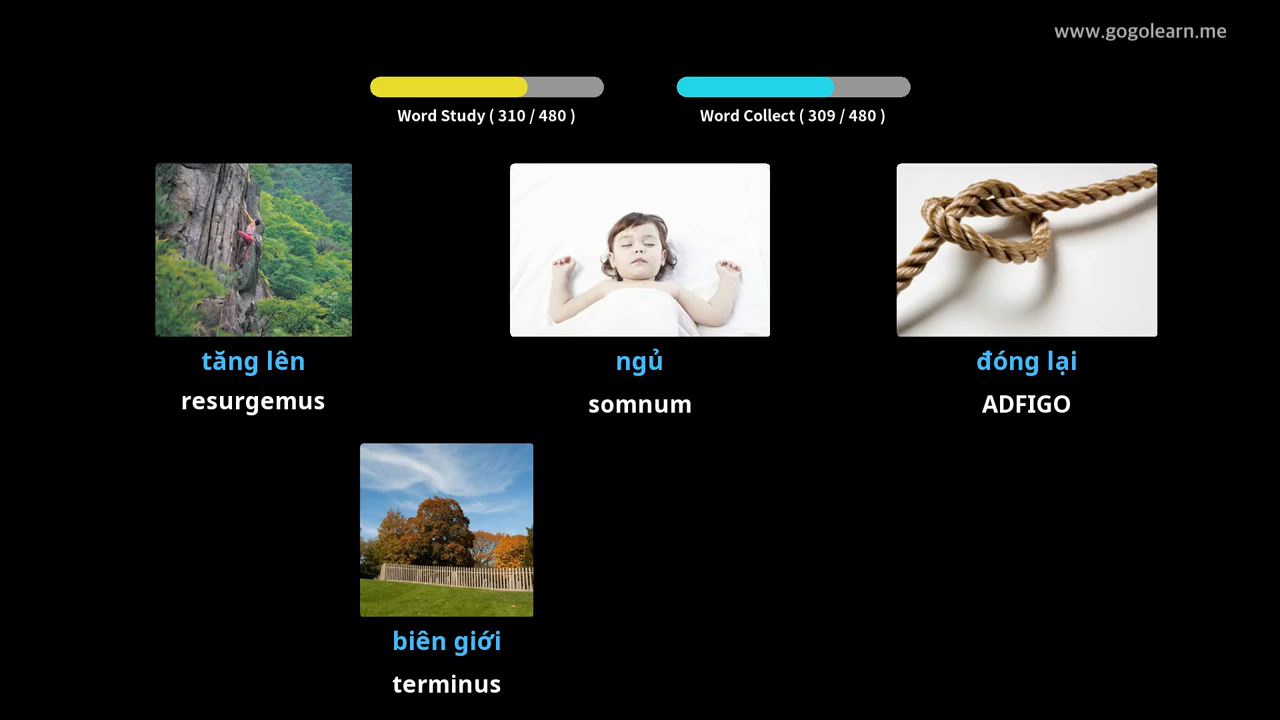 www.gogolearn.me
Word Study ( 310 / 480 )
Word Collect ( 309 / 480 )
tăng lên
resurgemus
ngủ
somnum
đóng lại
ADFIGO
biên giới
terminus